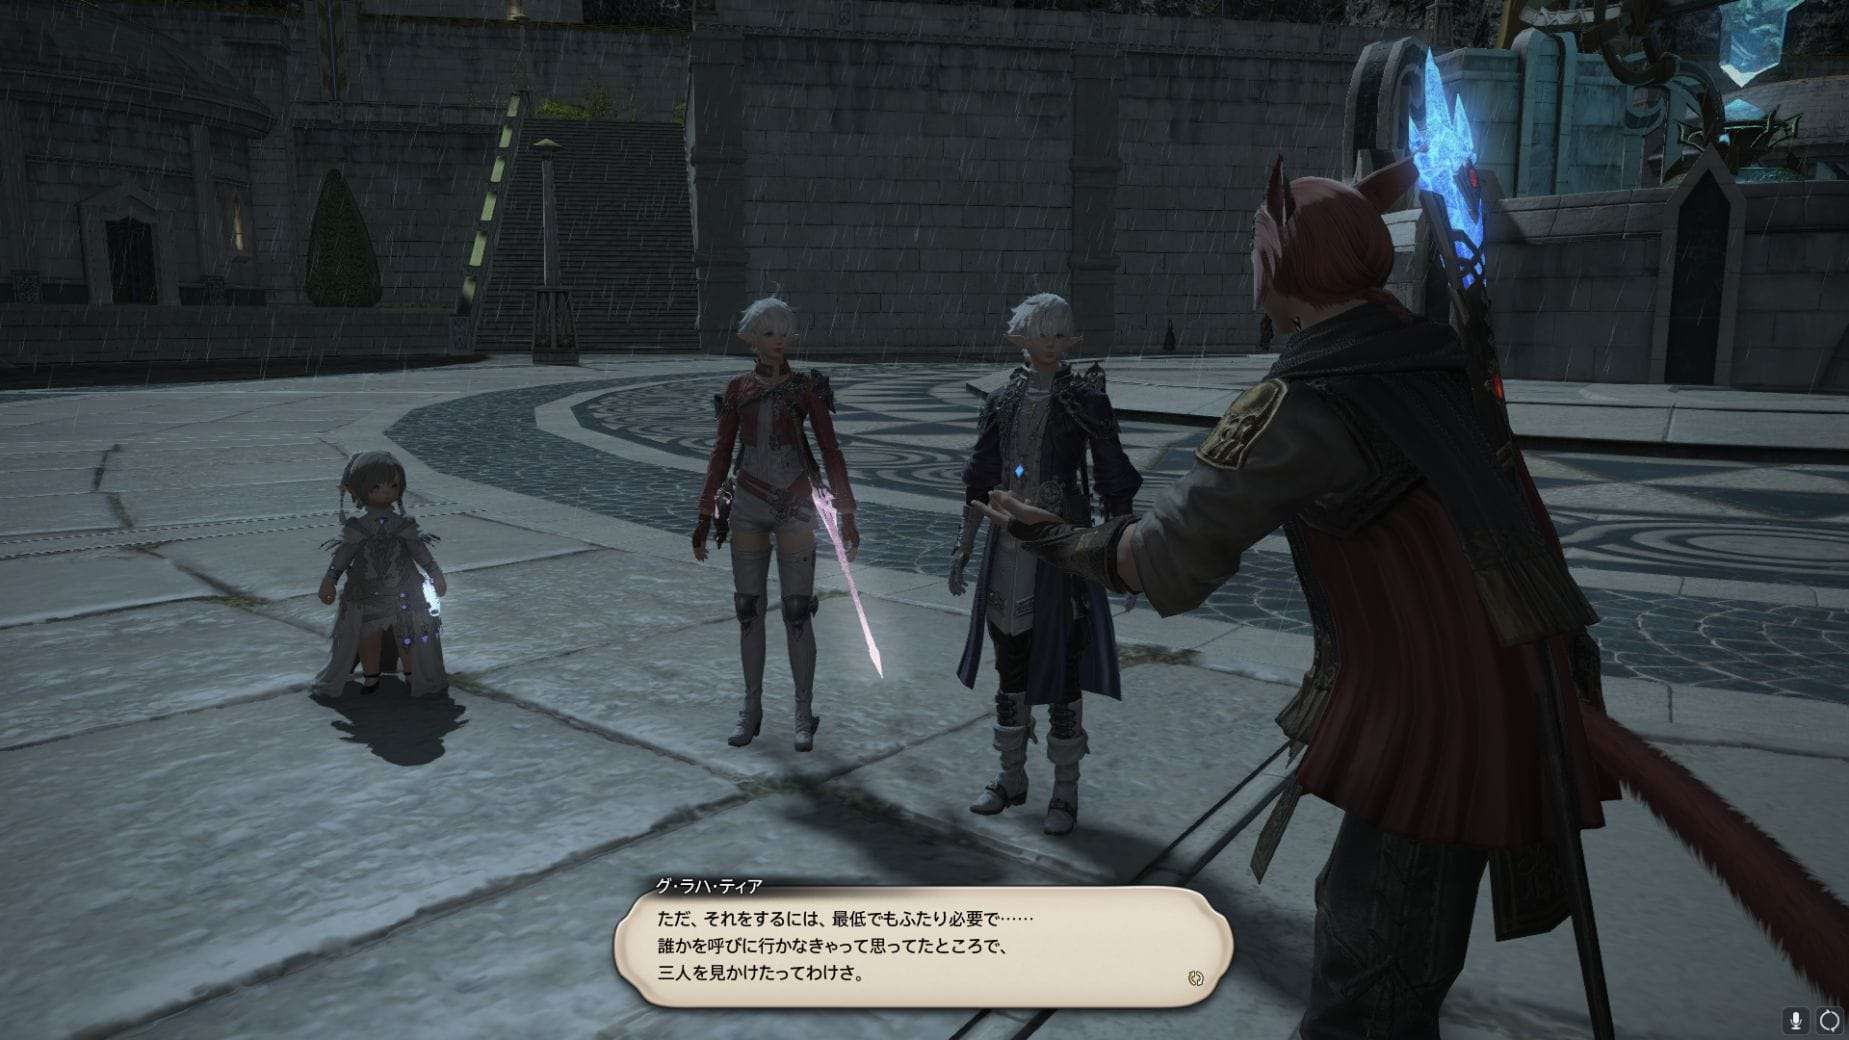 グ・ラハ・ティア
ただ、それをするには、最低でもふたり必要で……
誰かを呼びに行かなきゃって思ってたところで、
三人を見かけたってわけさ。